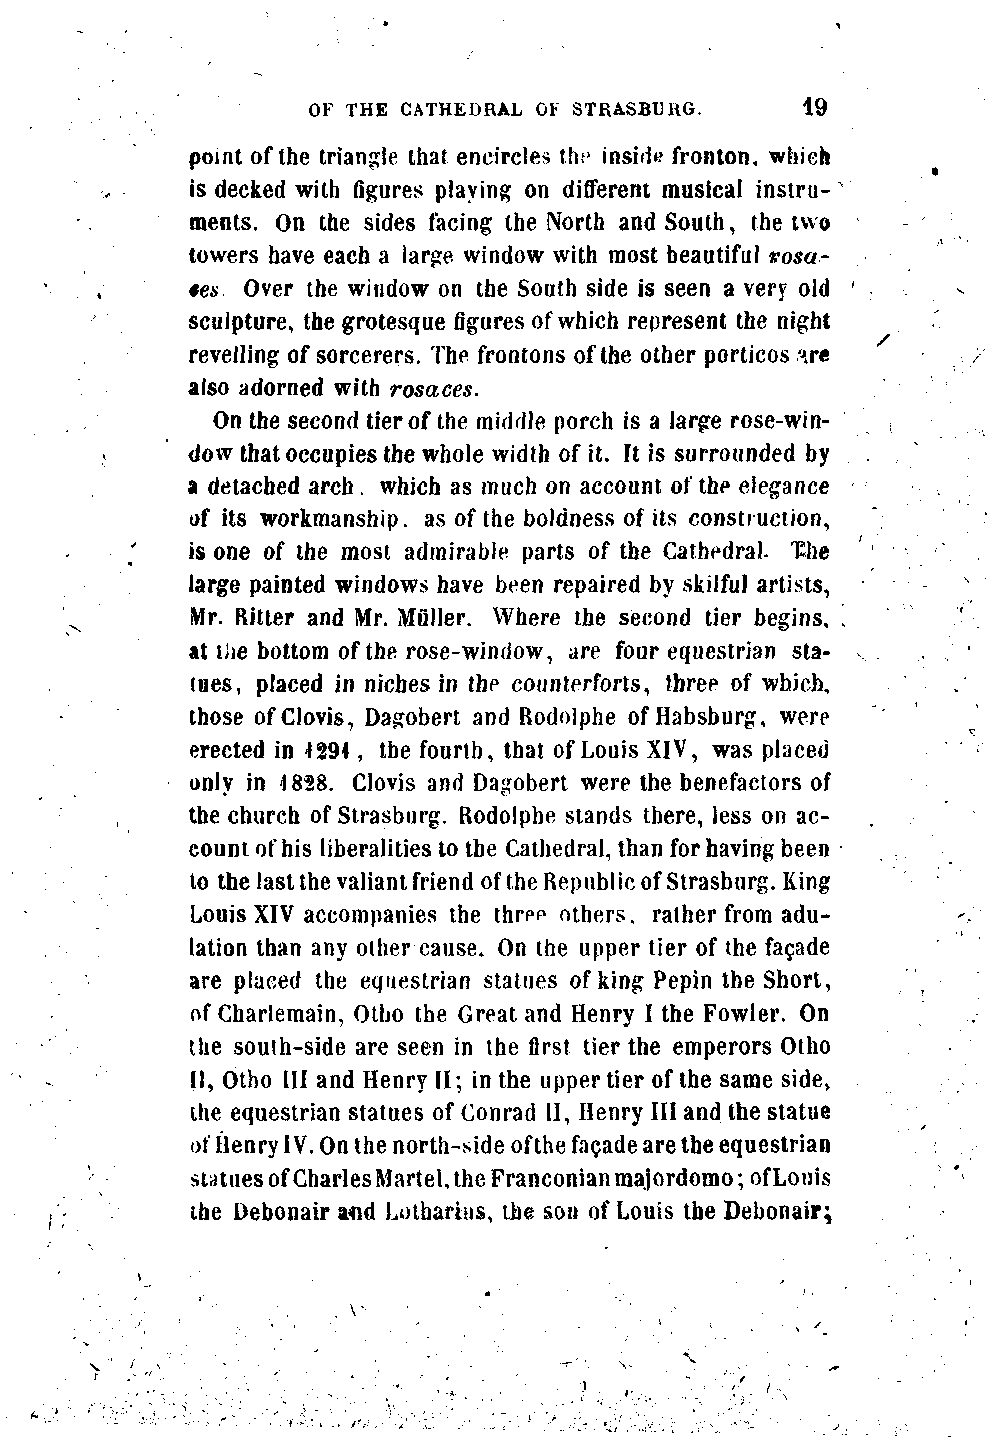 OF THE CATHEDRAL OF STRASBURG. 19
point of the triangle that encircles the inside fronton, which
is decked with figures playing on different musical instru-
ments. On the sides facing the North and South, the two
towers have each a large window with most beautiful rosa-
ces. Over the window on the South side is seen a very old
sculpture, the grotesque figures of which represent the night
revelling of sorcerers. The frontons of the other porticos are
also adorned with rosaces.
On the second tier of the middle porch is a large rose-win-
dow that occupies the whole width of it. It is surrounded by
a detached arch, which as much on account of the elegance
of its workmanship, as of the boldness of its construction,
is one of the most admirable parts of the Cathedral. The
large painted windows have been repaired by skilful artists,
Mr. Ritter and Mr. Müller. Where the second tier begins,
at the bottom of the rose-window, are four equestrian sta-
tues, placed in niches in the counterforts, three of which,
those of Clovis, Dagobert and Rodolphe of Habsburg, were
erected in 1291, the fourth, that of Louis XIV, was placed
only in 1828. Clovis and Dagobert were the benefactors of
the church of Strasburg. Rodolphe stands there, less on ac-
count of his liberalities to the Cathedral, than for having been
to the last the valiant friend of the Republic of Strasburg. King
Louis XIV accompanies the three others, rather from adu-
lation than any other cause. On the upper tier of the façade
are placed the equestrian statues of king Pepin the Short,
of Charlemain, Otho the Great and Henry I the Fowler. On
the south-side are seen in the first tier the emperors Otho
II, Otho III and Henry II; in the upper tier of the same side,
the equestrian statues of Conrad II, Henry III and the statue
of Henry IV. On the north-side of the façade are the equestrian
statues of Charles Martel, the Franconian majordomo; of Louis
the Debonair and Lotharius, the son of Louis the Debonair;